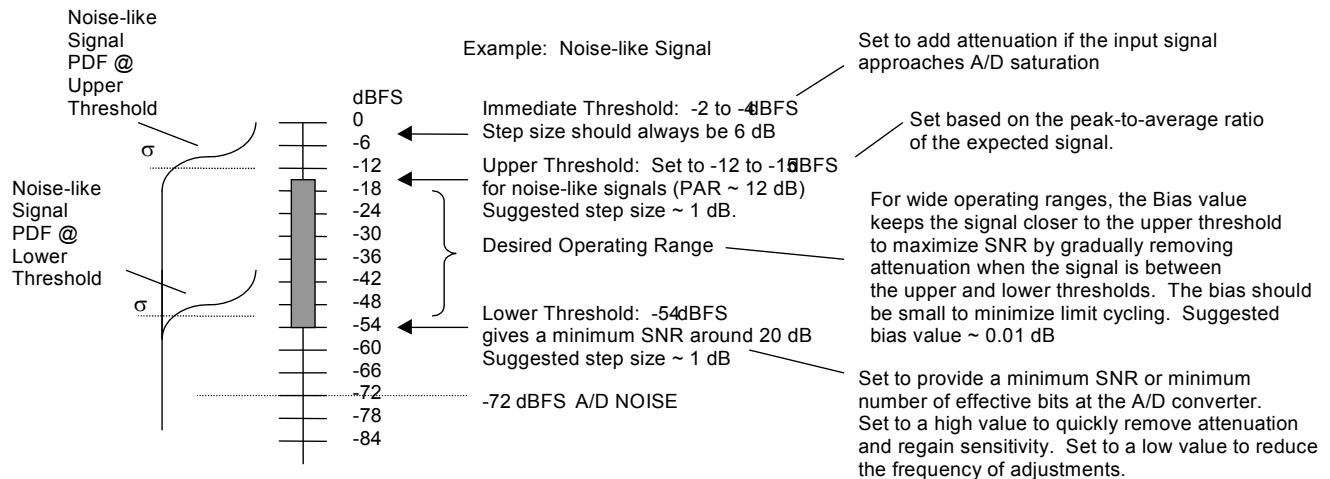 Noise-like
Signal
PDF @
Upper
Threshold
σ
Noise-like
Signal
PDF @
Lower
Threshold
σ
dBFS
0
-6
-12
-18
-24
-30
-36
-42
-48
-54
-60
-66
-72
-78
-84
Example: Noise-like Signal
Immediate Threshold: -2 to -4dBFS
Step size should always be 6 dB
Upper Threshold: Set to -12 to -15dBFS
for noise-like signals (PAR ~ 12 dB)
Suggested step size ~ 1 dB.
Desired Operating Range
Lower Threshold: -54dBFS
gives a minimum SNR around 20 dB
Suggested step size ~ 1 dB
-72 dBFS A/D NOISE
Set to add attenuation if the input signal
approaches A/D saturation
Set based on the peak-to-average ratio
of the expected signal.
For wide operating ranges, the Bias value
keeps the signal closer to the upper threshold
to maximize SNR by gradually removing
attenuation when the signal is between
the upper and lower thresholds. The bias should
be small to minimize limit cycling. Suggested
bias value ~ 0.01 dB
Set to provide a minimum SNR or minimum
number of effective bits at the A/D converter.
Set to a high value to quickly remove attenuation
and regain sensitivity. Set to a low value to reduce
the frequency of adjustments.